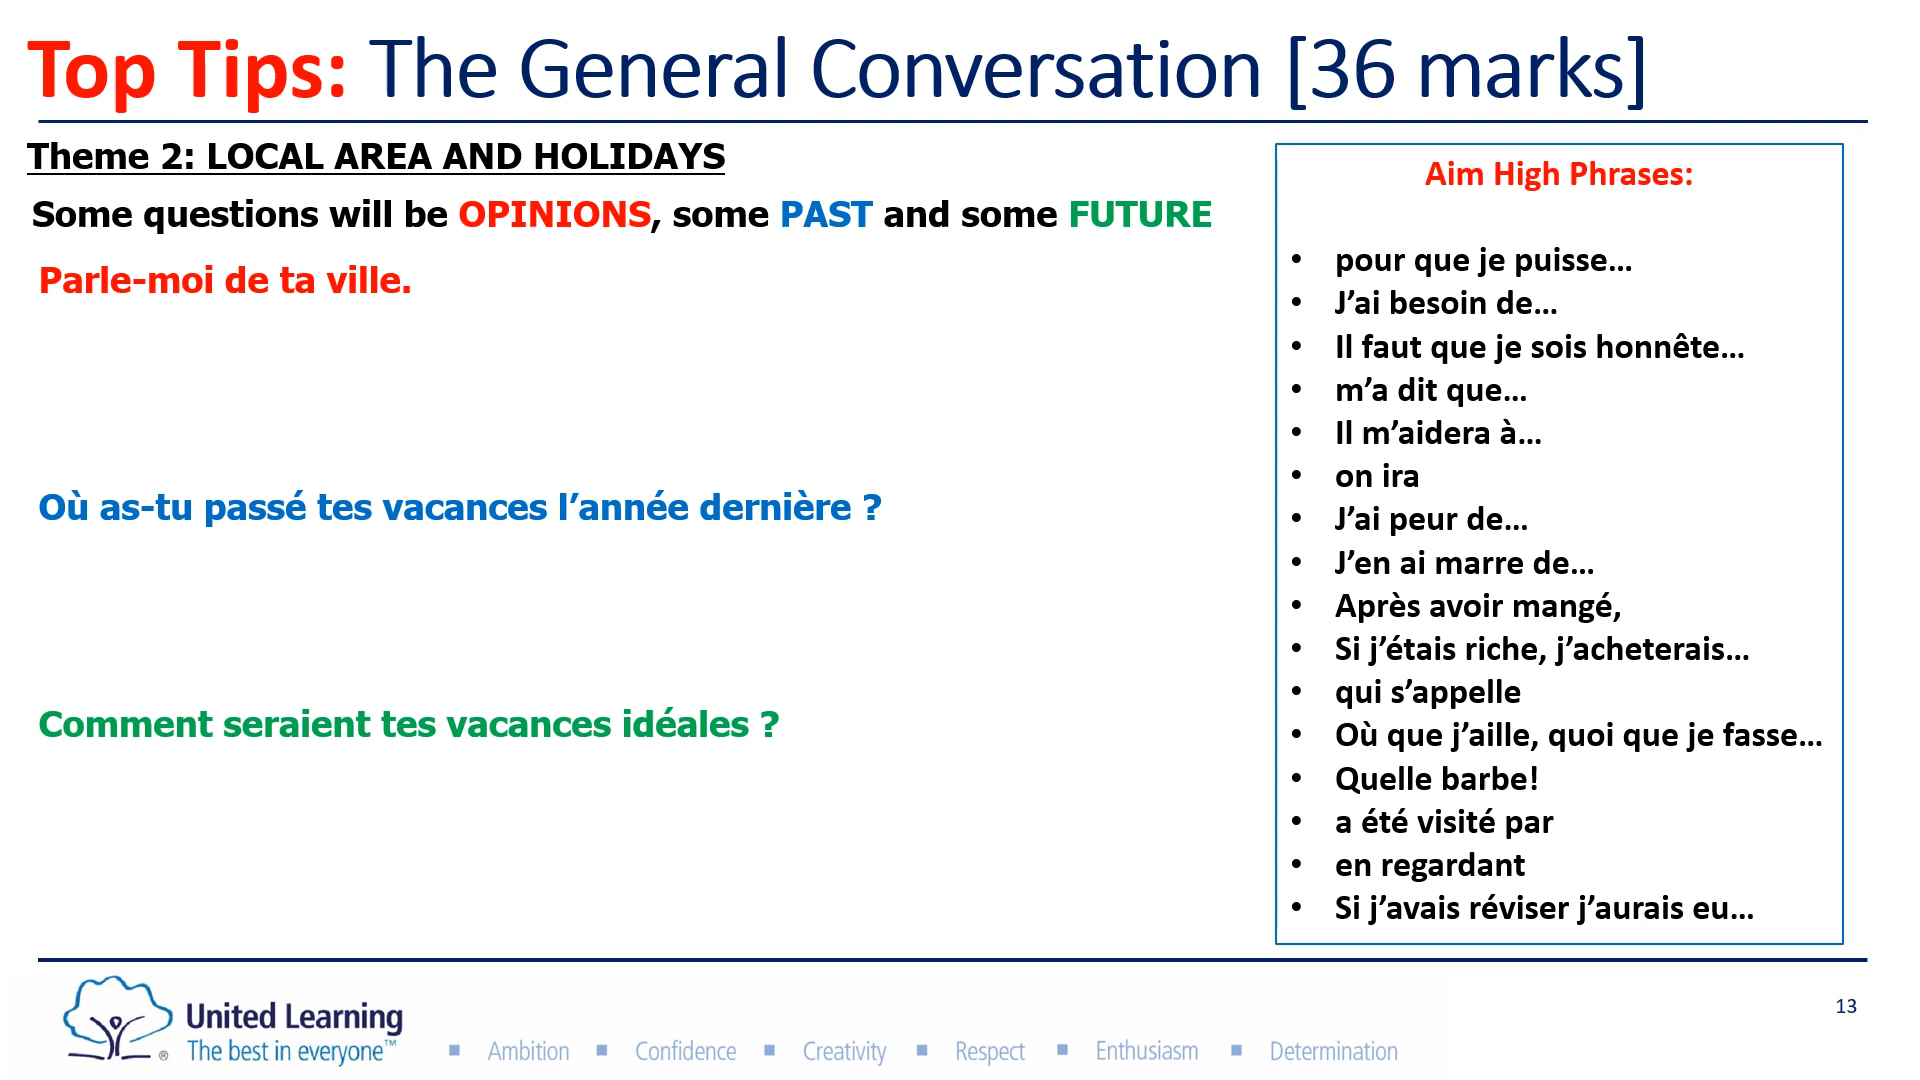 Top Tips: The General Conversation [36 marks]
Theme 2: LOCAL AREA AND HOLIDAYS
Some questions will be OPINIONS, some PAST and some FUTURE
Parle-moi de ta ville.
Où as-tu passé tes vacances l’année dernière ?
Comment seraient tes vacances idéales ?
Aim High Phrases:
• pour que je puisse…
• J’ai besoin de…
• Il faut que je sois honnête…
• m’a dit que…
• Il m’aidera à…
• on ira
• J’ai peur de…
• J’en ai marre de…
• Après avoir mangé,
• Si j’étais riche, j’acheterais…
• qui s’appelle
• Où que j’aille, quoi que je fasse…
• Quelle barbe!
• a été visité par
• en regardant
• Si j’avais réviser j’aurais eu…
United Learning
The best in everyone™
®
▪ Ambition ▪ Confidence ▪ Creativity ▪ Respect ▪ Enthusiasm ▪ Determination
13